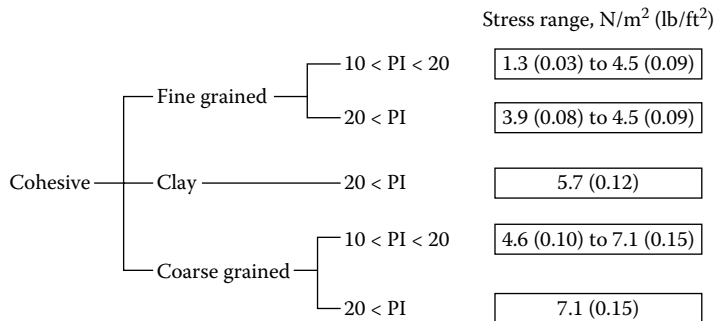 Stress range, N/m² (lb/ft²)
10 < PI < 20 1.3 (0.03) to 4.5 (0.09)
Fine grained
20 < PI 3.9 (0.08) to 4.5 (0.09)
Cohesive Clay 20 < PI 5.7 (0.12)
10 < PI < 20 4.6 (0.10) to 7.1 (0.15)
Coarse grained
20 < PI 7.1 (0.15)